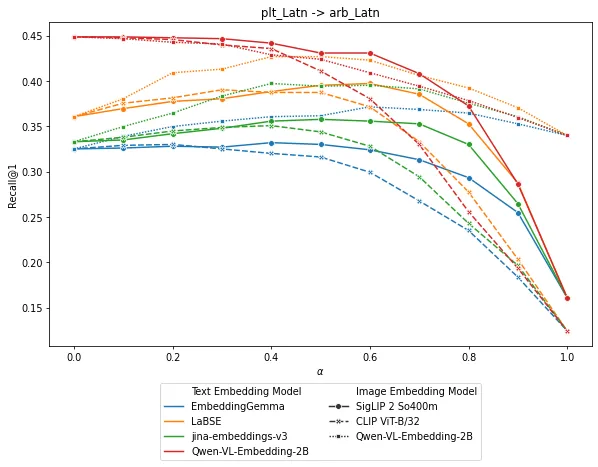 plt_Latn -> arb_Latn
Recall@1
0.45
0.40
0.35
0.30
0.25
0.20
0.15
0.0
0.2
0.4
0.6
0.8
1.0
α
Text Embedding Model
EmbeddingGemma
LaBSE
jina-embeddings-v3
Qwen-VL-Embedding-2B
Image Embedding Model
SigLIP 2 So400m
CLIP ViT-B/32
Qwen-VL-Embedding-2B